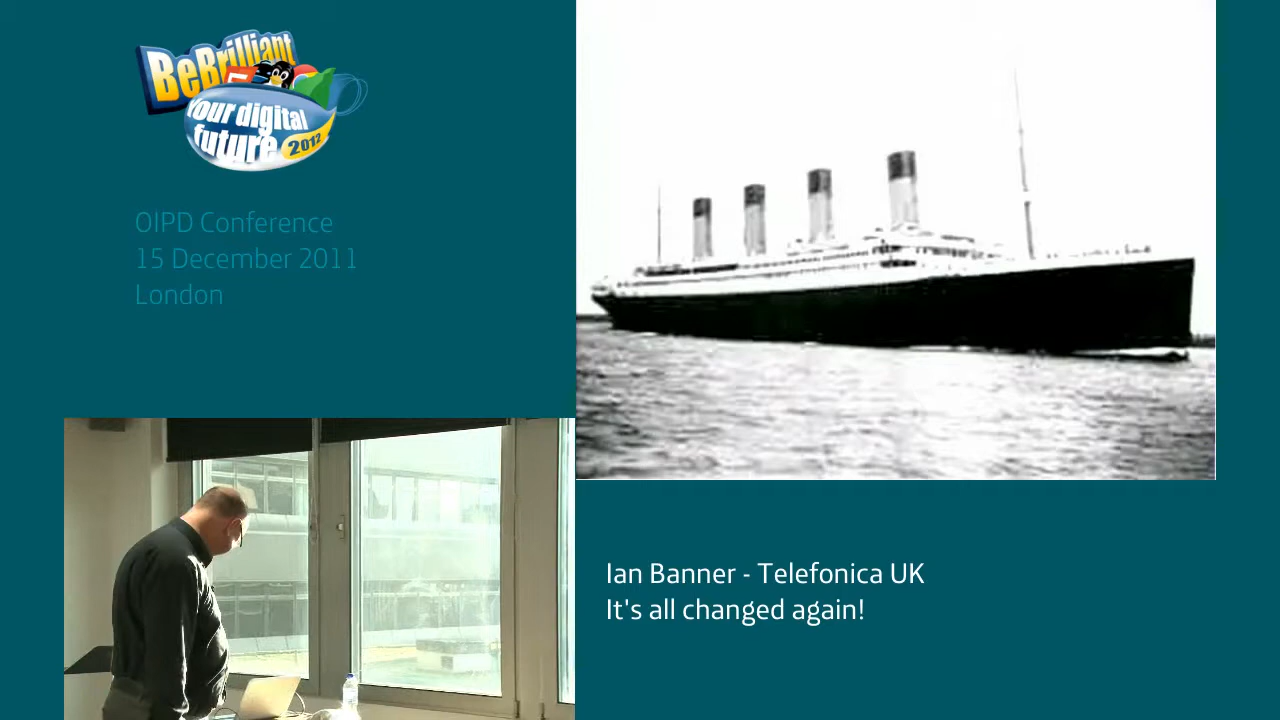 BeBrilliant
Your digital
future 2012
OIPD Conference
15 December 2011
London
Ian Banner - Telefonica UK
It's all changed again!